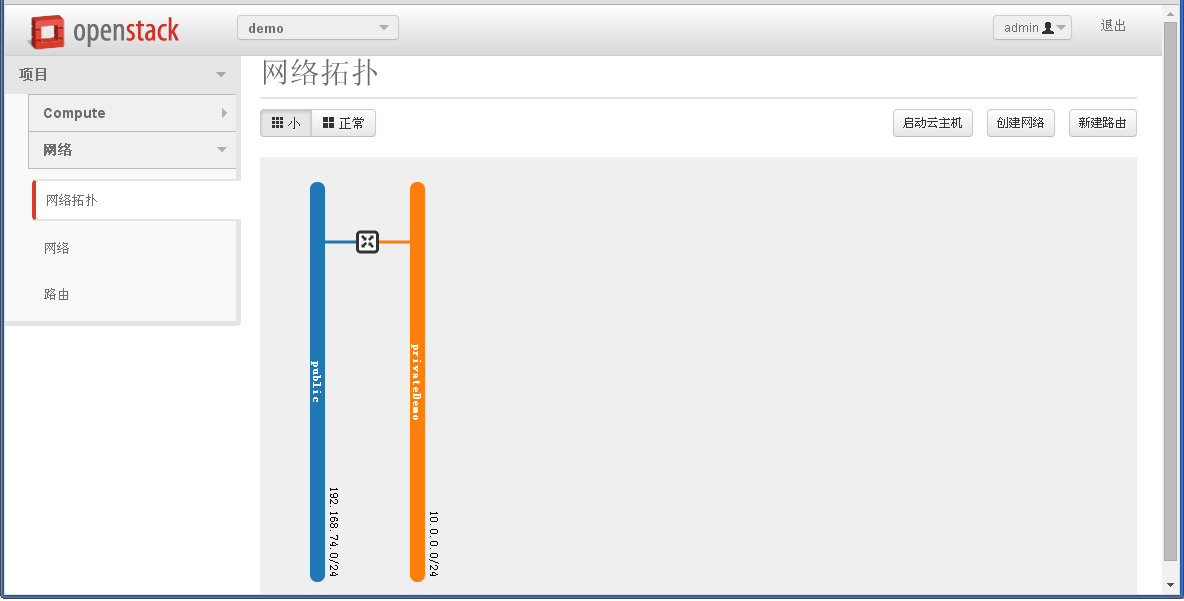 openstack
demo
admin
退出
项目
Compute
网络
网络拓扑
网络
路由
网络拓扑
小
正常
启动云主机
创建网络
新建路由
public
192.168.74.0/24
privateDemo
10.0.0.0/24